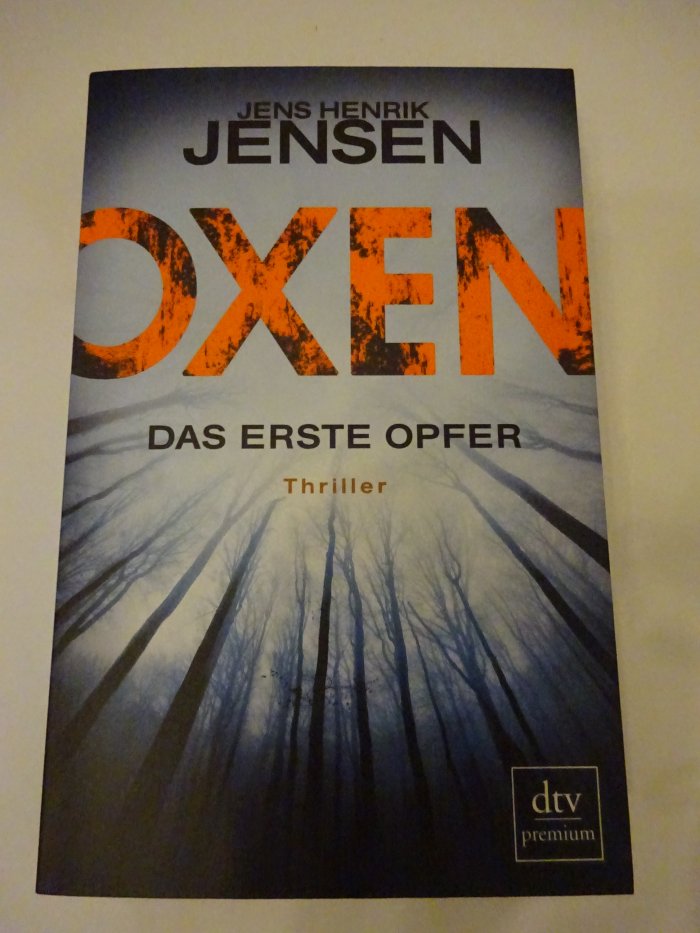 JENS HENRIK
JENSEN
OXEN
DAS ERSTE OPFER
Thriller
dtv
premium